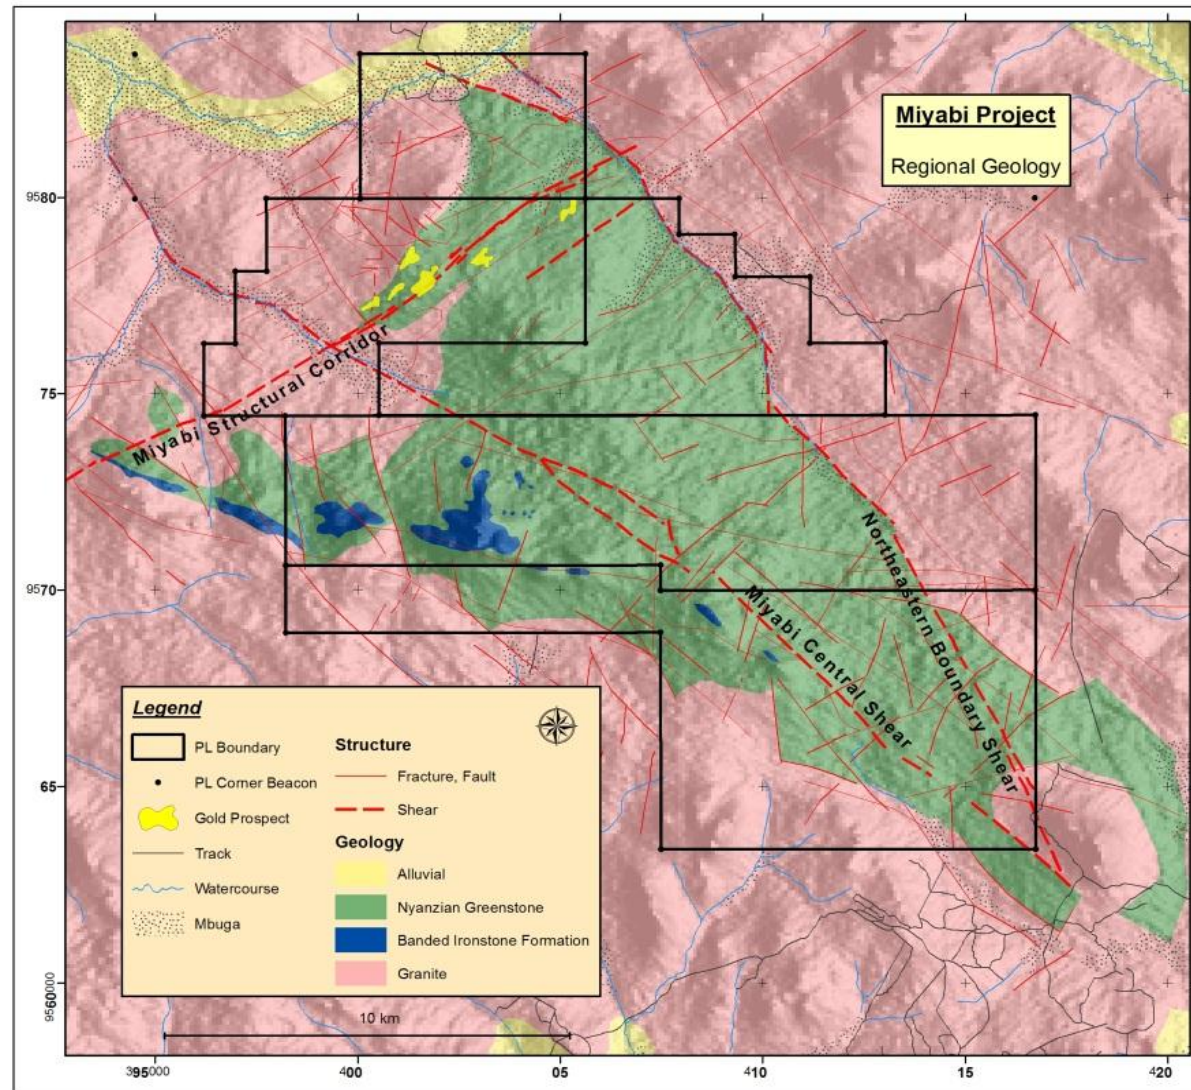 Miyabi Project
Regional Geology
9580
75
9570
65
9560000
Miyabi Structural Corridor
Miyabi Central Shear
Northeastern Boundary Shear
Legend
PL Boundary
PL Corner Beacon
Gold Prospect
Track
Watercourse
Mbuga
Structure
Fracture, Fault
Shear
Geology
Alluvial
Nyanzian Greenstone
Banded Ironstone Formation
Granite
10 km
395000
400
05
410
15
420